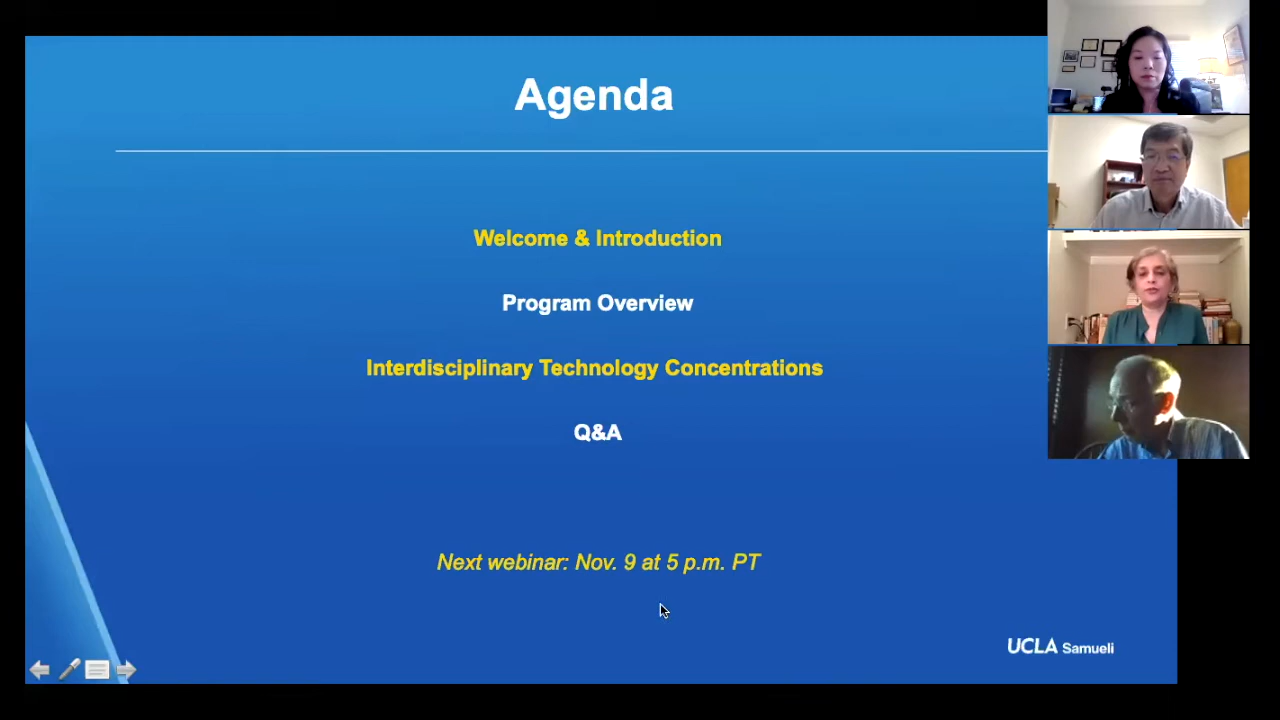 Agenda
Welcome & Introduction
Program Overview
Interdisciplinary Technology Concentrations
Q&A
Next webinar: Nov. 9 at 5 p.m. PT
UCLA Samueli